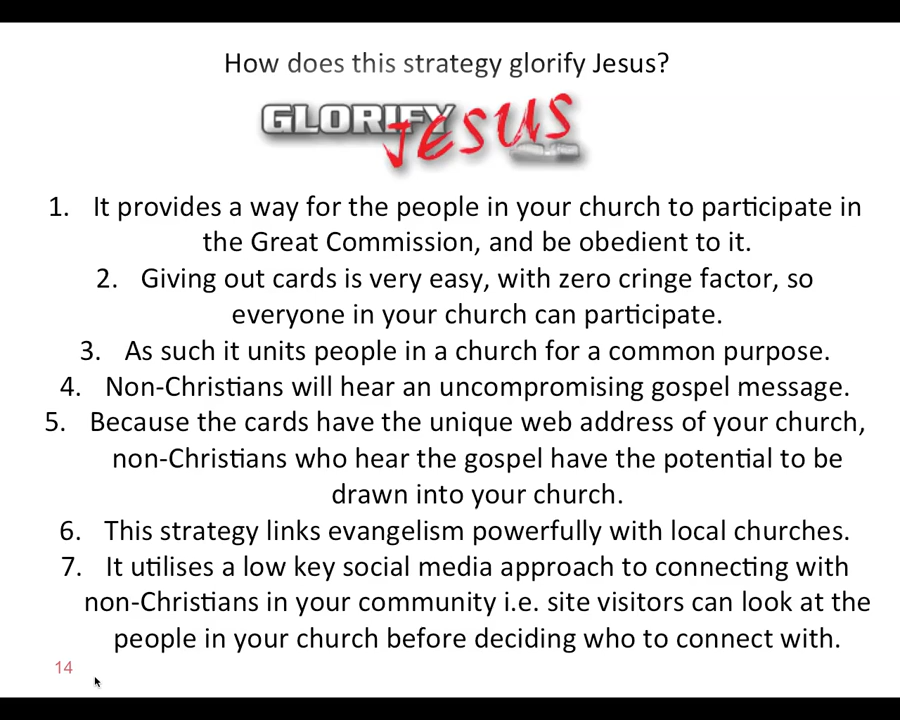 How does this strategy glorify Jesus?
GLORIFY JESUS
1. It provides a way for the people in your church to participate in
the Great Commission, and be obedient to it.
2. Giving out cards is very easy, with zero cringe factor, so
everyone in your church can participate.
3. As such it units people in a church for a common purpose.
4. Non-Christians will hear an uncompromising gospel message.
5. Because the cards have the unique web address of your church,
non-Christians who hear the gospel have the potential to be
drawn into your church.
6. This strategy links evangelism powerfully with local churches.
7. It utilises a low key social media approach to connecting with
non-Christians in your community i.e. site visitors can look at the
people in your church before deciding who to connect with.
14